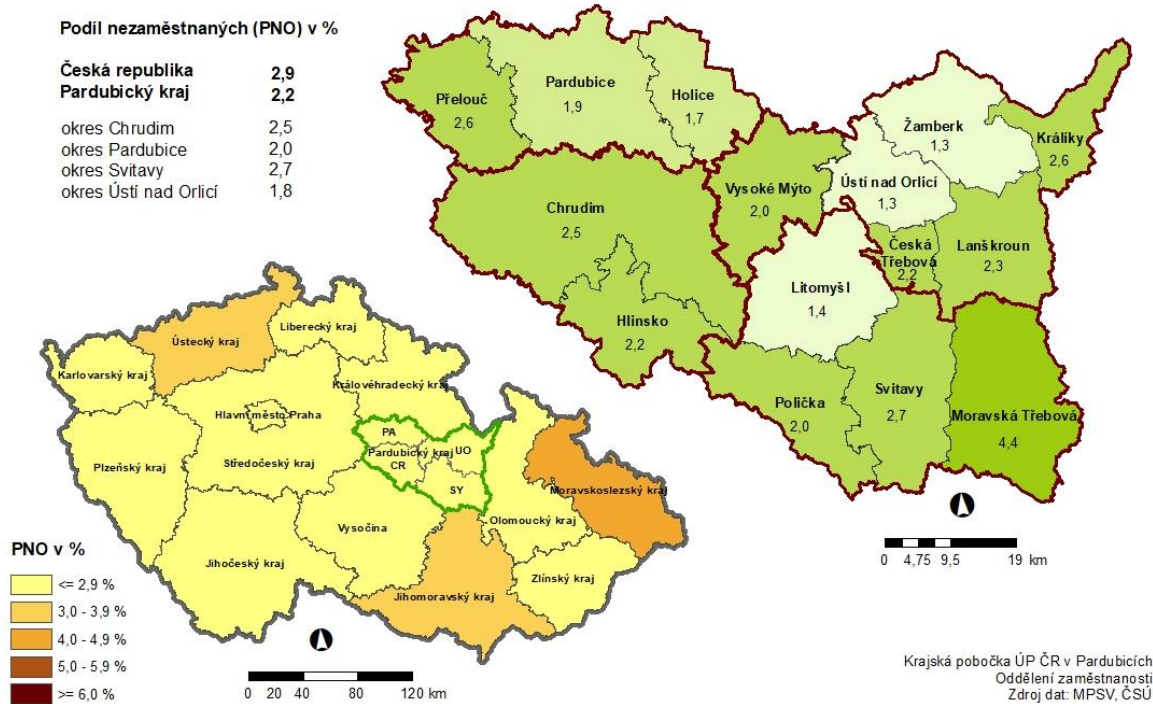 Podíl nezaměstnaných (PNO) v %
Česká republika 2,9
Pardubický kraj 2,2
okres Chrudim 2,5
okres Pardubice 2,0
okres Svitavy 2,7
okres Ústí nad Orlicí 1,8
Přelouč
2,6
Pardubice
1,9
Holice
1,7
Žamberk
1,3
Králíky
2,6
Vysoké Mýto
2,0
Ústí nad Orlicí
1,3
Chrudim
2,5
Česká
Třebová
2,2
Lanškroun
2,3
Litomyšl
1,4
Hlinsko
2,2
Polička
2,0
Svitavy
2,7
Moravská Třebová
4,4
0 4,75 9,5 19 km
Liberecký kraj
Ústecký kraj
Karlovarský kraj
Královéhradecký kraj
Hlavní město Praha
PA
Pardubický kraj
UO
CR
SY
Středočeský kraj
Plzeňský kraj
Moravskoslezský kraj
Vysočina
Olomoucký kraj
Jihočeský kraj
Zlínský kraj
Jihomoravský kraj
PNO v %
<= 2,9 %
3,0 - 3,9 %
4,0 - 4,9 %
5,0 - 5,9 %
>= 6,0 %
0 20 40 80 120 km
Krajská pobočka ÚP ČR v Pardubicích
Oddělení zaměstnanosti
Zdroj dat: MPSV, ČSÚ